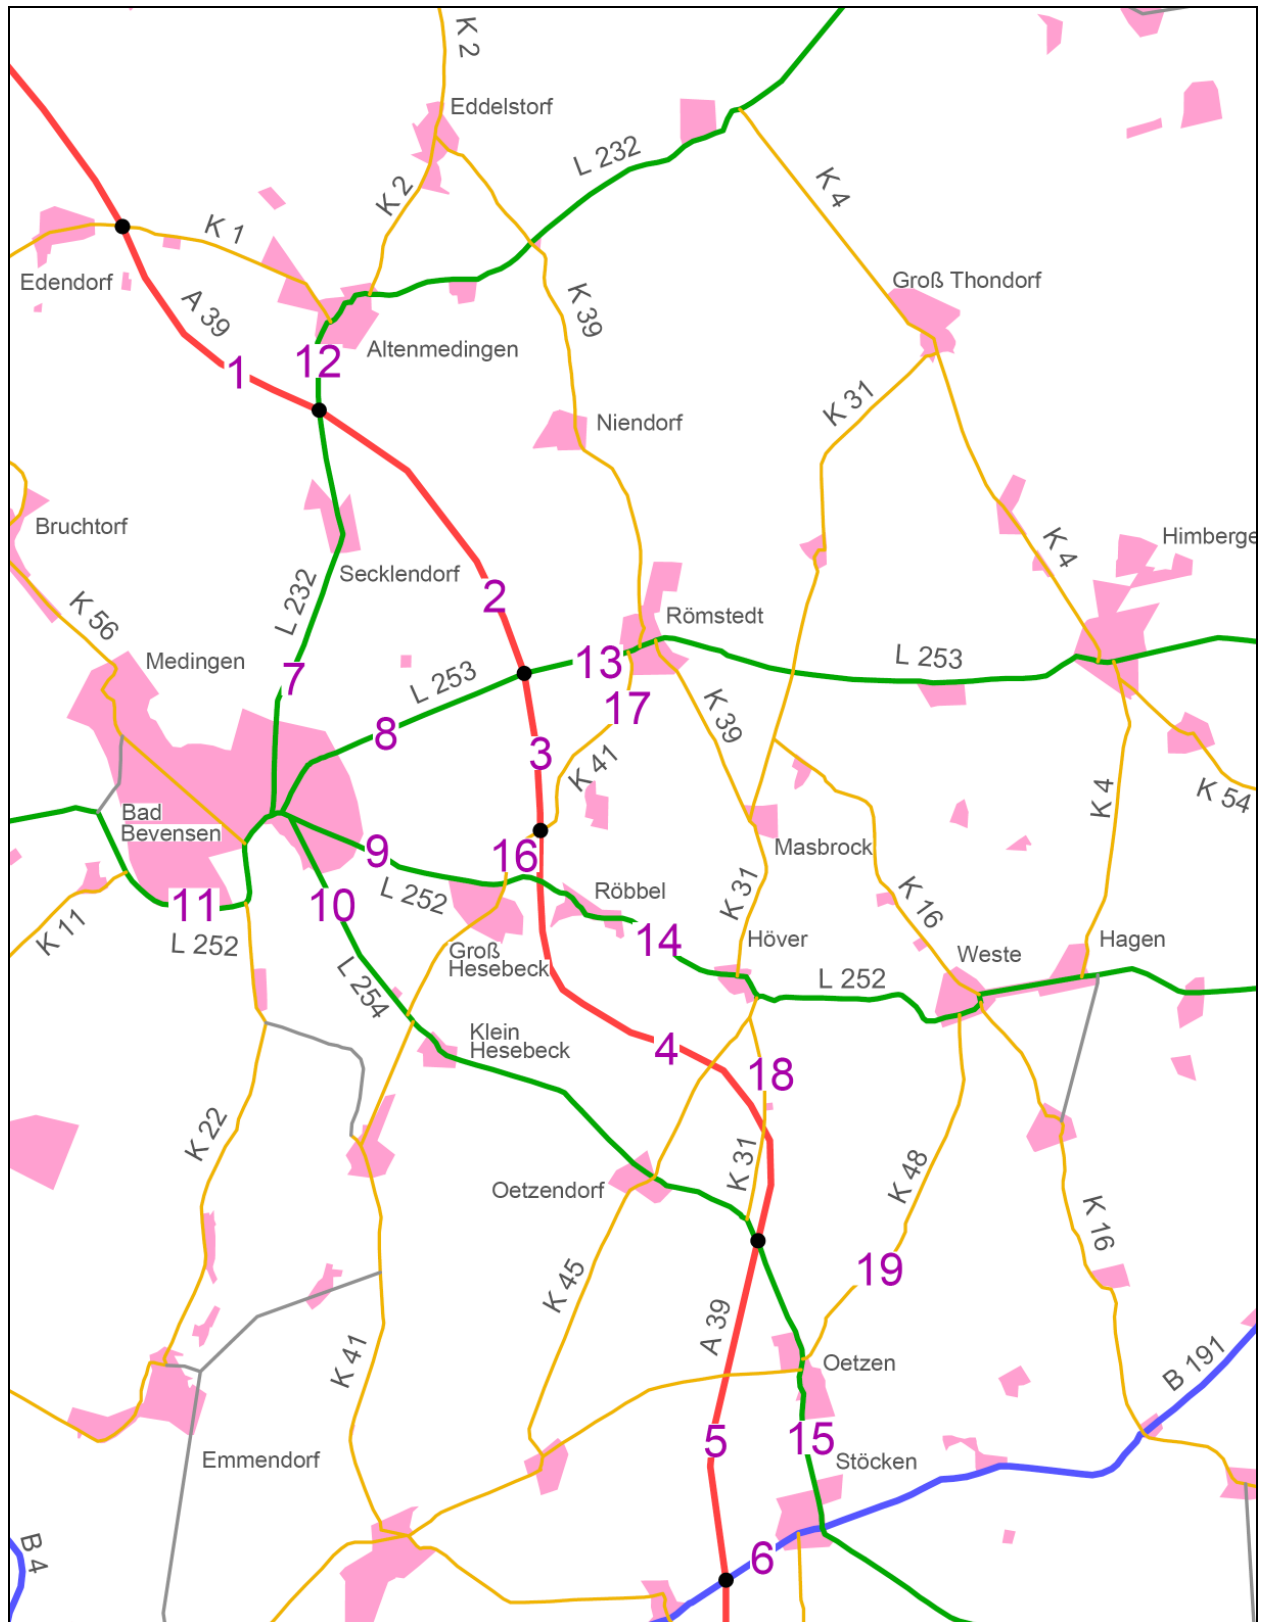 K 2
Eddelstorf
L 232
K 2
K 4
K 1
Edendorf
A 39
Groß Thondorf
K 39
12
Altenmedingen
1
K 31
Niendorf
Bruchtorf
Himberge
K 4
Secklendorf
2
L 232
K 56
Römstedt
Medingen
13
L 253
7
L 253
17
K 39
8
3
K 41
K 54
K 4
Bad
Bevensen
9
16
Masbrock
L 252
Röbbel
K 31
K 16
11
10
K 11
L 252
14
Höver
Hagen
Groß
Hesebeck
Weste
L 254
L 252
Klein
Hesebeck
4
18
K 22
K 31
K 48
Oetzendorf
K 16
19
K 45
A 39
K 41
Oetzen
B 191
5
15
Emmendorf
Stöcken
B 4
6